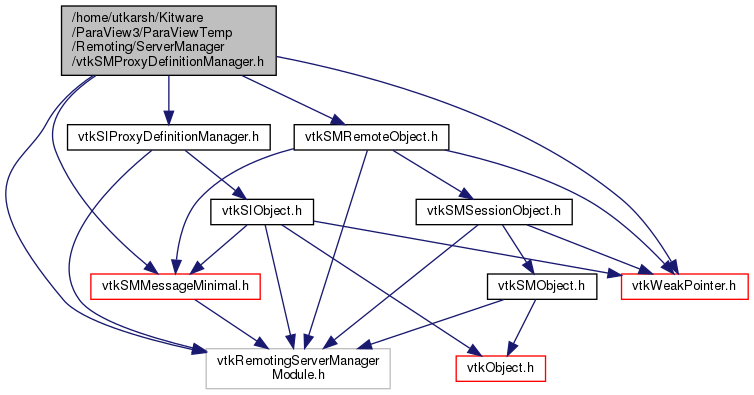 /home/utkarsh/Kitware
/ParaView3/ParaViewTemp
/Remoting/ServerManager
/vtkSMProxyDefinitionManager.h
vtkSIProxyDefinitionManager.h
vtkSMRemoteObject.h
vtkSIObject.h
vtkSMSessionObject.h
vtkSMMessageMinimal.h
vtkSMObject.h
vtkWeakPointer.h
vtkRemotingServerManager
Module.h
vtkObject.h